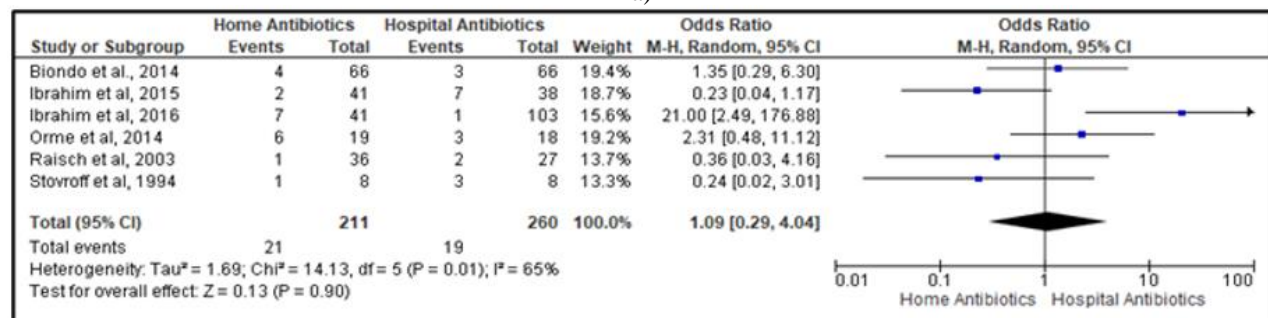 Home Antibiotics Hospital Antibiotics Odds Ratio Odds Ratio
Study or Subgroup Events Total Events Total Weight M-H, Random, 95% CI M-H, Random, 95% CI
Biondo et al., 2014 4 66 3 66 19.4% 1.35 [0.29, 6.30]
Ibrahim et al, 2015 2 41 7 38 18.7% 0.23 [0.04, 1.17]
Ibrahim et al, 2016 7 41 1 103 15.6% 21.00 [2.49, 176.88]
Orme et al, 2014 6 19 3 18 19.2% 2.31 [0.48, 11.12]
Raisch et al, 2003 1 36 2 27 13.7% 0.36 [0.03, 4.16]
Stovroff et al, 1994 1 8 3 8 13.3% 0.24 [0.02, 3.01]
Total (95% CI) 211 260 100.0% 1.09 [0.29, 4.04]
Total events 21 19
Heterogeneity: Tau² = 1.69; Chi² = 14.13, df = 5 (P = 0.01); I² = 65%
Test for overall effect: Z = 0.13 (P = 0.90)
0.01 0.1 1 10 100
Home Antibiotics Hospital Antibiotics